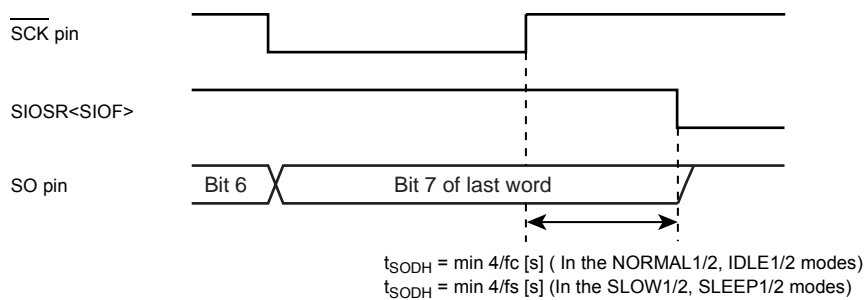 SCK pin
SIOSR<SIOF>
SO pin
Bit 6
Bit 7 of last word
tSODH = min 4/fc [s] ( In the NORMAL1/2, IDLE1/2 modes)
tSODH = min 4/fs [s] (In the SLOW1/2, SLEEP1/2 modes)